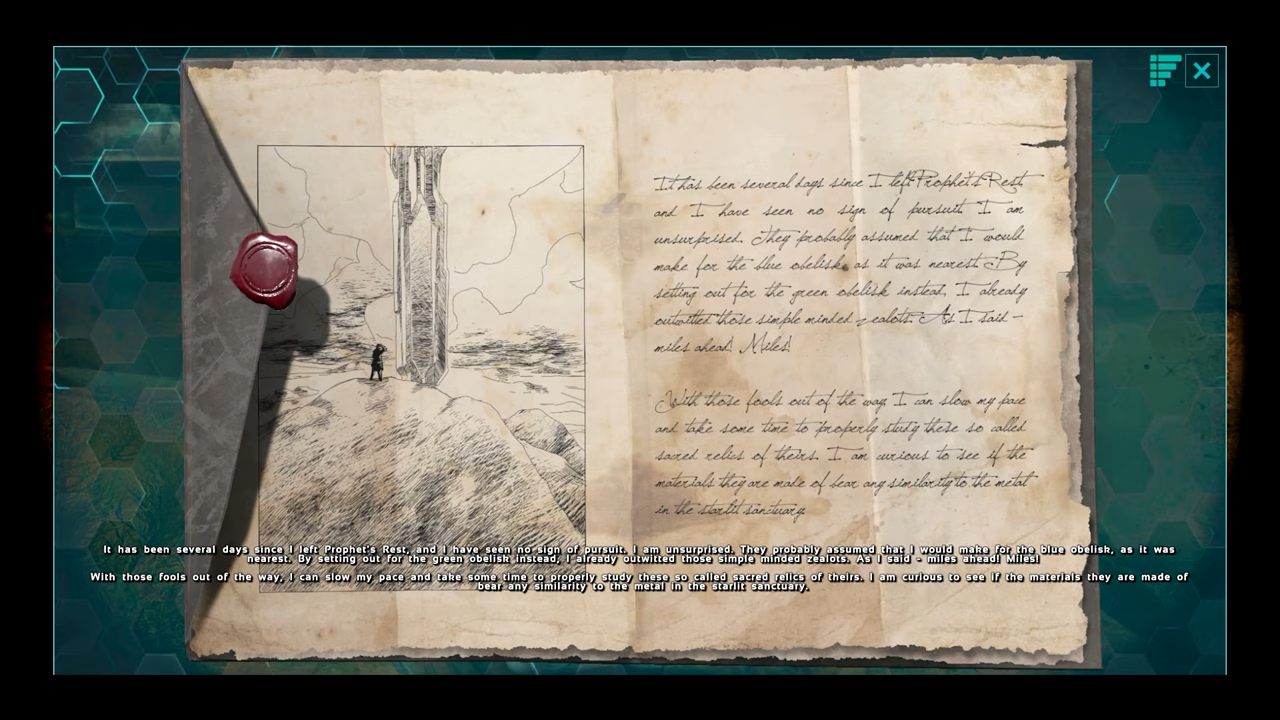 It has been several days since I left Prophet's Rest,
and I have seen no sign of pursuit. I am
unsurprised. They probably assumed that I would
make for the blue obelisk, as it was nearest. By
setting out for the green obelisk instead, I already
outwitted those simple minded zealots. As I said -
miles ahead! Miles!
With those fools out of the way, I can slow my pace
and take some time to properly study these so called
sacred relics of theirs. I am curious to see if the
materials they are made of bear any similarity to the metal
in the starlit sanctuary.
It has been several days since I left Prophet's Rest, and I have seen no sign of pursuit. I am unsurprised. They probably assumed that I would make for the blue obelisk, as it was
nearest. By setting out for the green obelisk instead, I already outwitted those simple minded zealots. As I said - miles ahead! Miles!
With those fools out of the way, I can slow my pace and take some time to properly study these so called sacred relics of theirs. I am curious to see if the materials they are made of
bear any similarity to the metal in the starlit sanctuary.